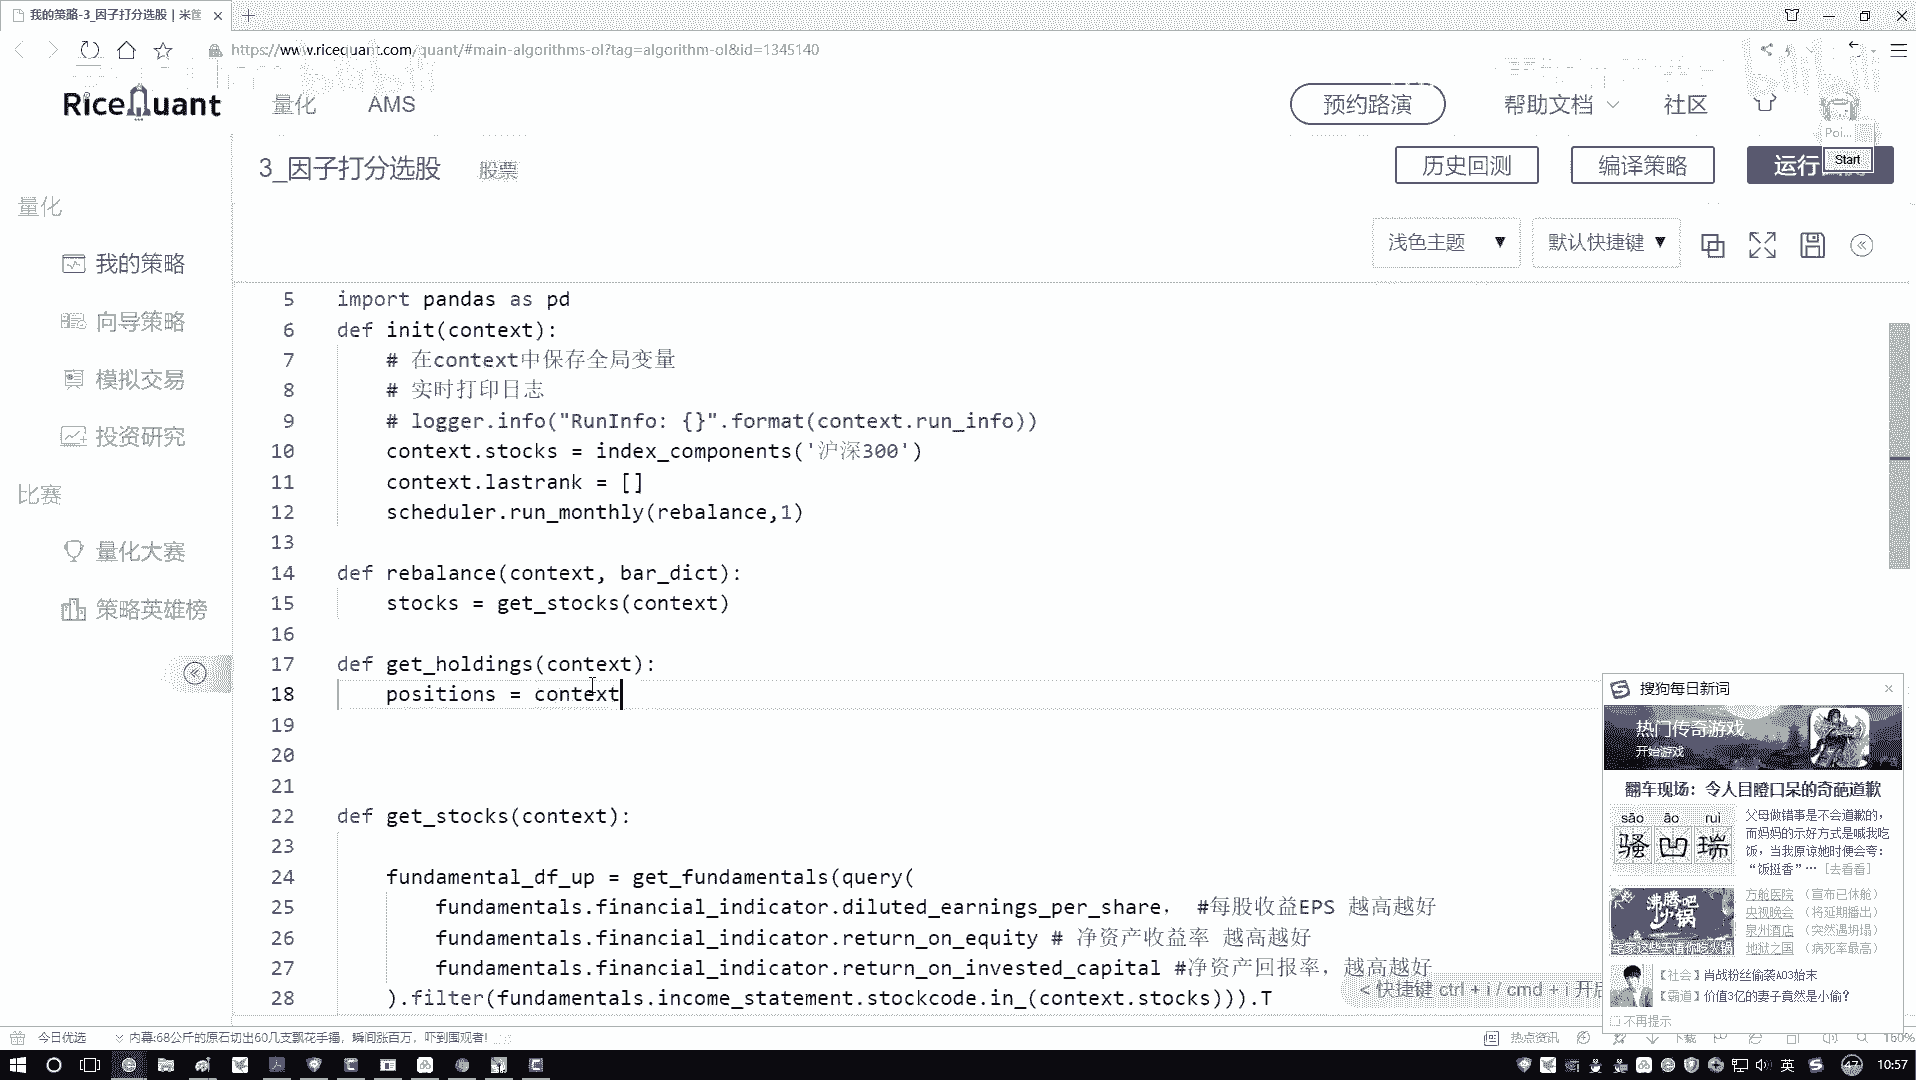 我的策略-3_因子打分选股 | 米筐
https://www.ricequant.com/quant/#main-algorithms-ol?tag=algorithm-ol&id=1345140
RiceQuant
量化
AMS
预约路演
帮助文档
社区
Poi...
Start
3_因子打分选股
股票
历史回测
编译策略
运行
量化
我的策略
向导策略
模拟交易
投资研究
比赛
量化大赛
策略英雄榜
浅色主题
默认快捷键
5 import pandas as pd
6 def init(context):
7 # 在context中保存全局变量
8 # 实时打印日志
9 # logger.info("RunInfo: {}".format(context.run_info))
10 context.stocks = index_components('沪深300')
11 context.lastrank = []
12 scheduler.run_monthly(rebalance,1)
13
14 def rebalance(context, bar_dict):
15 stocks = get_stocks(context)
16
17 def get_holdings(context):
18 positions = context
19
20
21
22 def get_stocks(context):
23
24 fundamental_df_up = get_fundamentals(query(
25 fundamentals.financial_indicator.diluted_earnings_per_share， #每股收益EPS 越高越好
26 fundamentals.financial_indicator.return_on_equity # 净资产收益率 越高越好
27 fundamentals.financial_indicator.return_on_invested_capital #净资产回报率，越高越好
28 ).filter(fundamentals.income_statement.stockcode.in_(context.stocks))).T
< 快捷键 ctrl + i / cmd + i 开启
搜狗每日新词
热门传奇游戏
开始游戏
翻车现场：令人目瞪口呆的奇葩道歉
sāo āo ruì
骚 凹 瑞
父母做错事是不会道歉的，
而妈妈的示好方式是喊我吃
饭，当我原谅她时便会夸：
“饭挺香”… [去看看]
沸腾吧
火锅
方舱医院 （宣布已休舱）
央视晚会 （将延期播出）
泉州酒店 （突然遇坍塌）
地狱之国 （病死率最高）
【社会】肖战粉丝偷袭AO3始末
【霸道】价值3亿的妻子竟然是小偷？
不再提示
今日优选
内幕:68公斤的原石切出60几支飘花手镯，瞬间涨百万，吓到围观者!
热点资讯
下载
160%
英
47
10:57